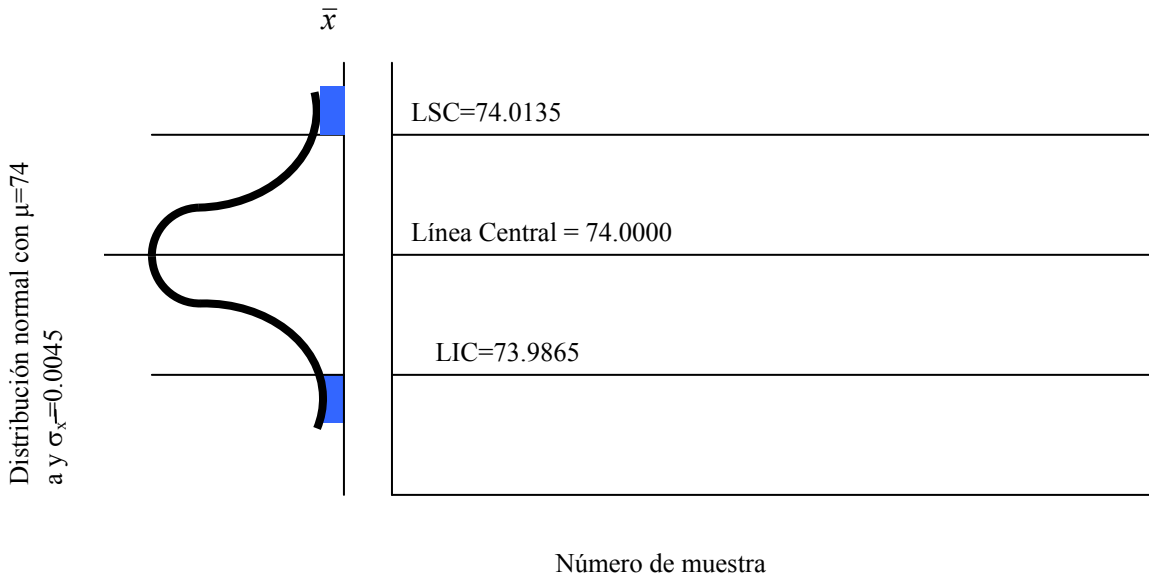 x̄
LSC=74.0135
Línea Central = 74.0000
LIC=73.9865
Distribución normal con μ=74
a y σx̄=0.0045
Número de muestra